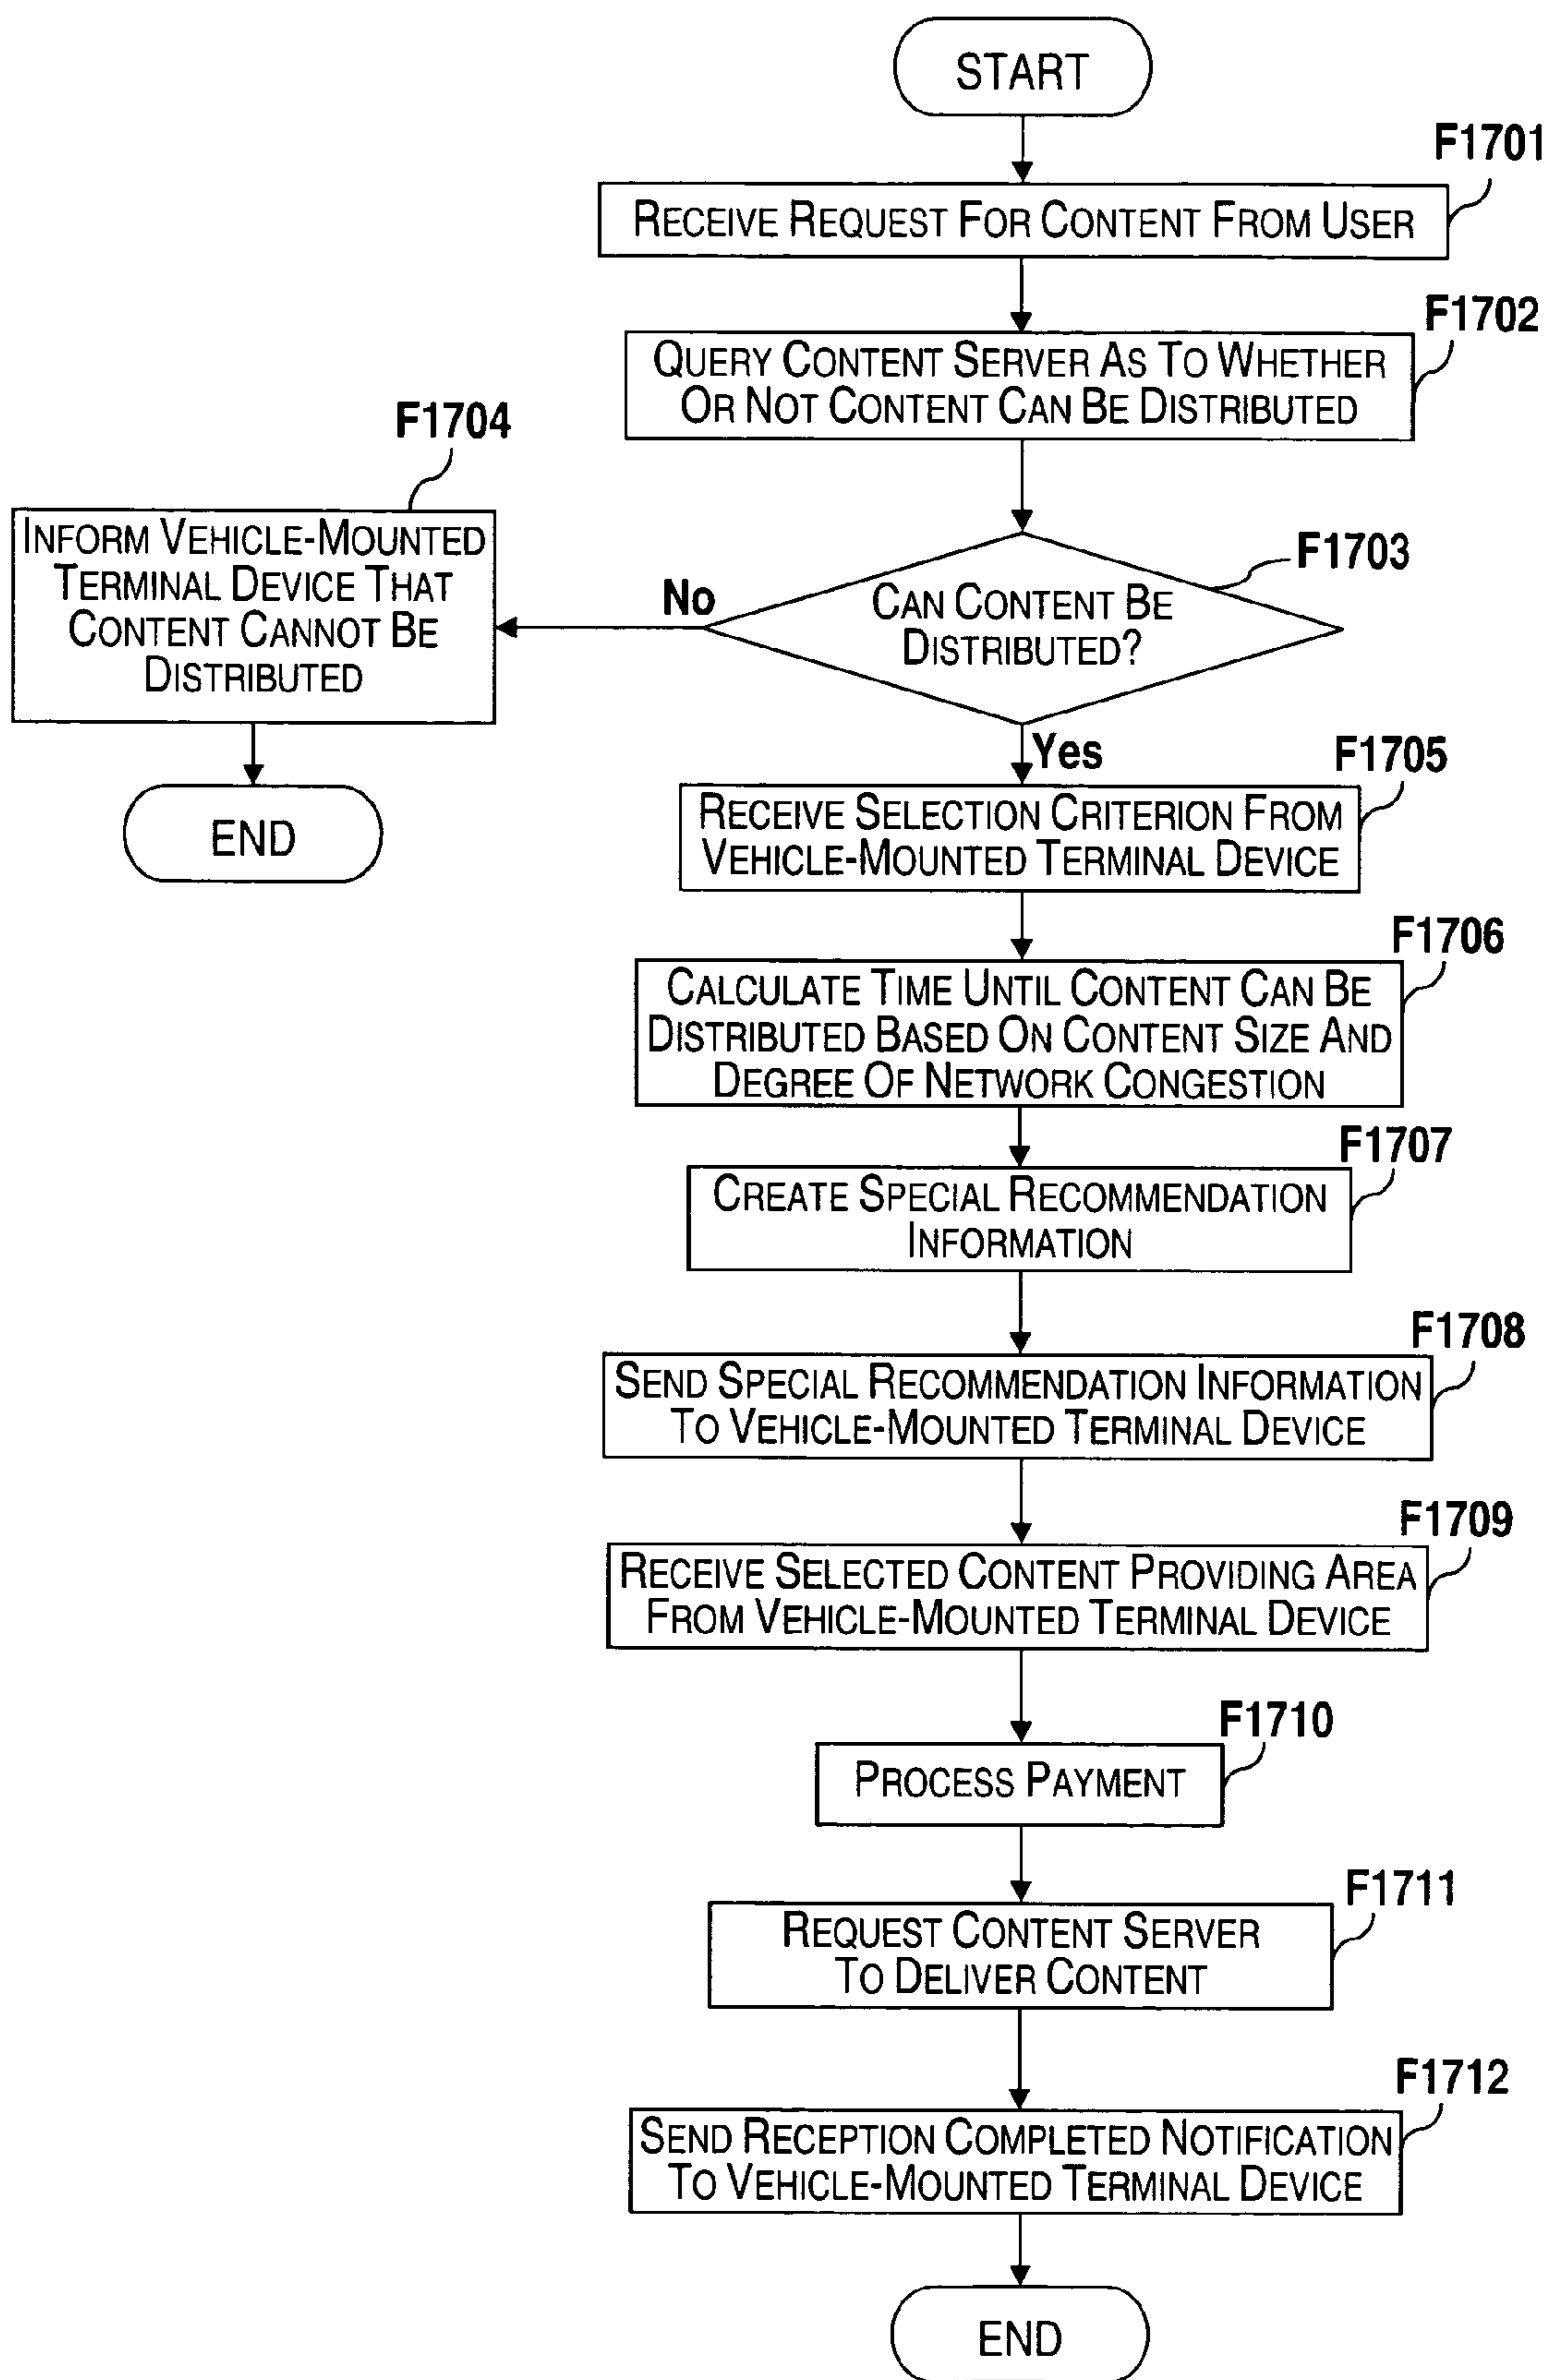 START
F1701
RECEIVE REQUEST FOR CONTENT FROM USER
F1702
QUERY CONTENT SERVER AS TO WHETHER
OR NOT CONTENT CAN BE DISTRIBUTED
F1704
INFORM VEHICLE-MOUNTED
TERMINAL DEVICE THAT
CONTENT CANNOT BE
DISTRIBUTED
END
No
F1703
CAN CONTENT BE
DISTRIBUTED?
Yes
F1705
RECEIVE SELECTION CRITERION FROM
VEHICLE-MOUNTED TERMINAL DEVICE
F1706
CALCULATE TIME UNTIL CONTENT CAN BE
DISTRIBUTED BASED ON CONTENT SIZE AND
DEGREE OF NETWORK CONGESTION
F1707
CREATE SPECIAL RECOMMENDATION
INFORMATION
F1708
SEND SPECIAL RECOMMENDATION INFORMATION
TO VEHICLE-MOUNTED TERMINAL DEVICE
F1709
RECEIVE SELECTED CONTENT PROVIDING AREA
FROM VEHICLE-MOUNTED TERMINAL DEVICE
F1710
PROCESS PAYMENT
F1711
REQUEST CONTENT SERVER
TO DELIVER CONTENT
F1712
SEND RECEPTION COMPLETED NOTIFICATION
TO VEHICLE-MOUNTED TERMINAL DEVICE
END